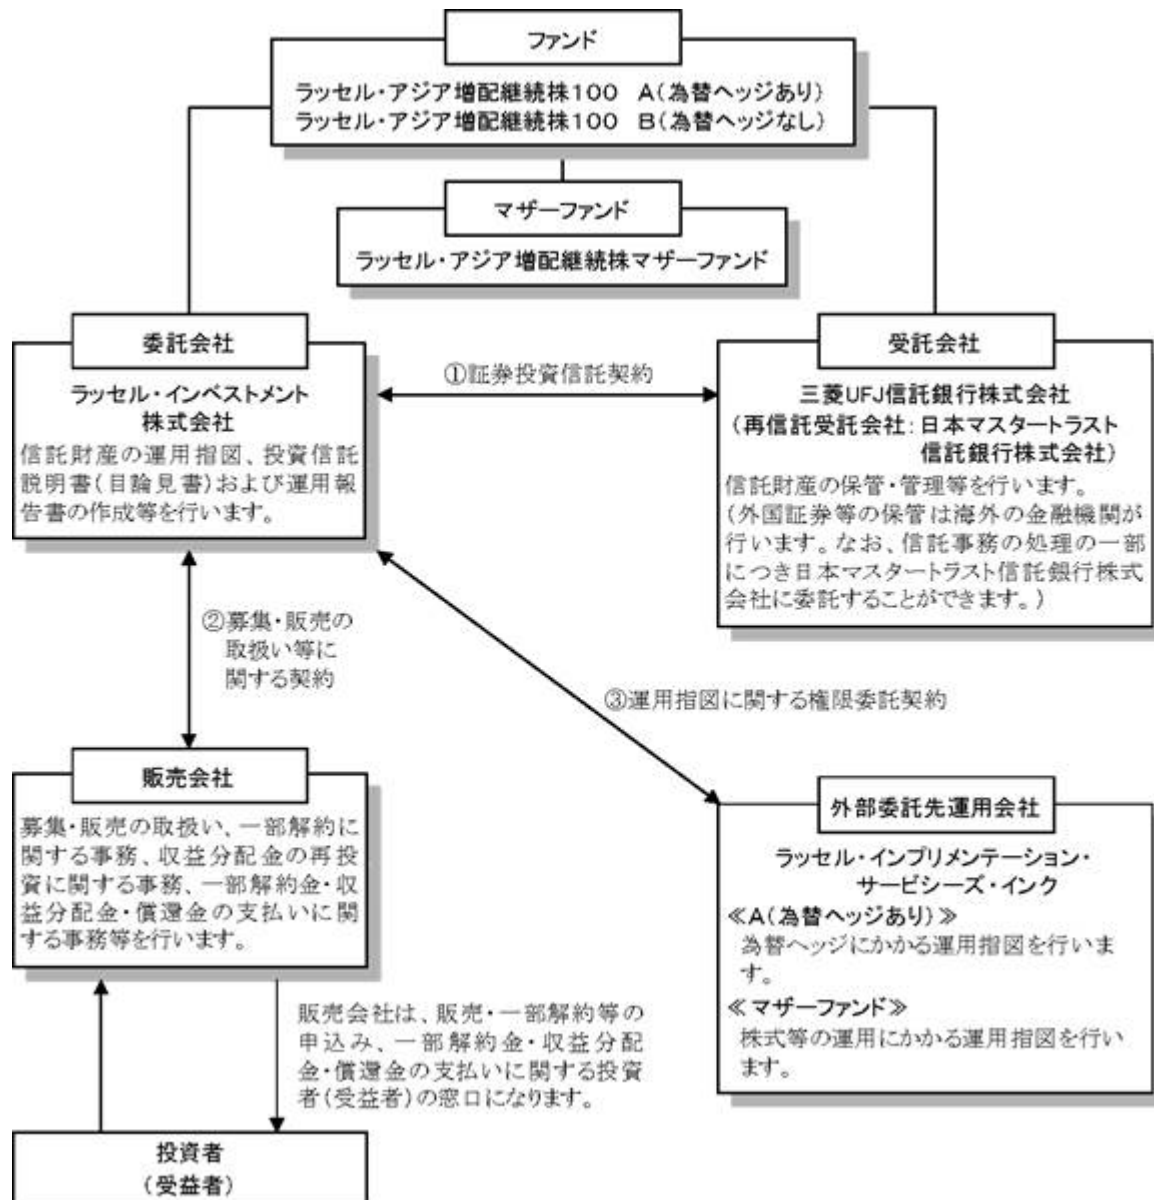 ファンド
ラッセル・アジア増配継続株100　A(為替ヘッジあり)
ラッセル・アジア増配継続株100　B(為替ヘッジなし)
マザーファンド
ラッセル・アジア増配継続株マザーファンド
委託会社
ラッセル・インベストメント
株式会社
信託財産の運用指図、投資信託
説明書(目論見書)および運用報
告書の作成等を行います。
①証券投資信託契約
受託会社
三菱UFJ信託銀行株式会社
(再信託受託会社:日本マスタートラスト
信託銀行株式会社)
信託財産の保管・管理等を行います。
(外国証券等の保管は海外の金融機関が
行います。なお、信託事務の処理の一部
につき日本マスタートラスト信託銀行株式
会社に委託することができます。)
②募集・販売の
取扱い等に
関する契約
③運用指図に関する権限委託契約
販売会社
募集・販売の取扱い、一部解約に
関する事務、収益分配金の再投
資に関する事務、一部解約金・収
益分配金・償還金の支払いに関
する事務等を行います。
外部委託先運用会社
ラッセル・インプリメンテーション・
サービシーズ・インク
≪A(為替ヘッジあり)≫
為替ヘッジにかかる運用指図を行いま
す。
≪マザーファンド≫
株式等の運用にかかる運用指図を行い
ます。
販売会社は、販売・一部解約等の
申込み、一部解約金・収益分配
金・償還金の支払いに関する投資
者(受益者)の窓口になります。
投資者
(受益者)